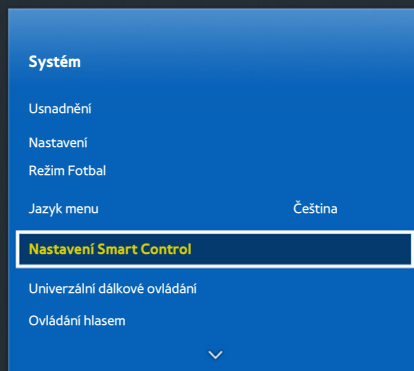 Systém
Usnadnění
Nastavení
Režim Fotbal
Jazyk menu Čeština
Nastavení Smart Control
Univerzální dálkové ovládání
Ovládání hlasem